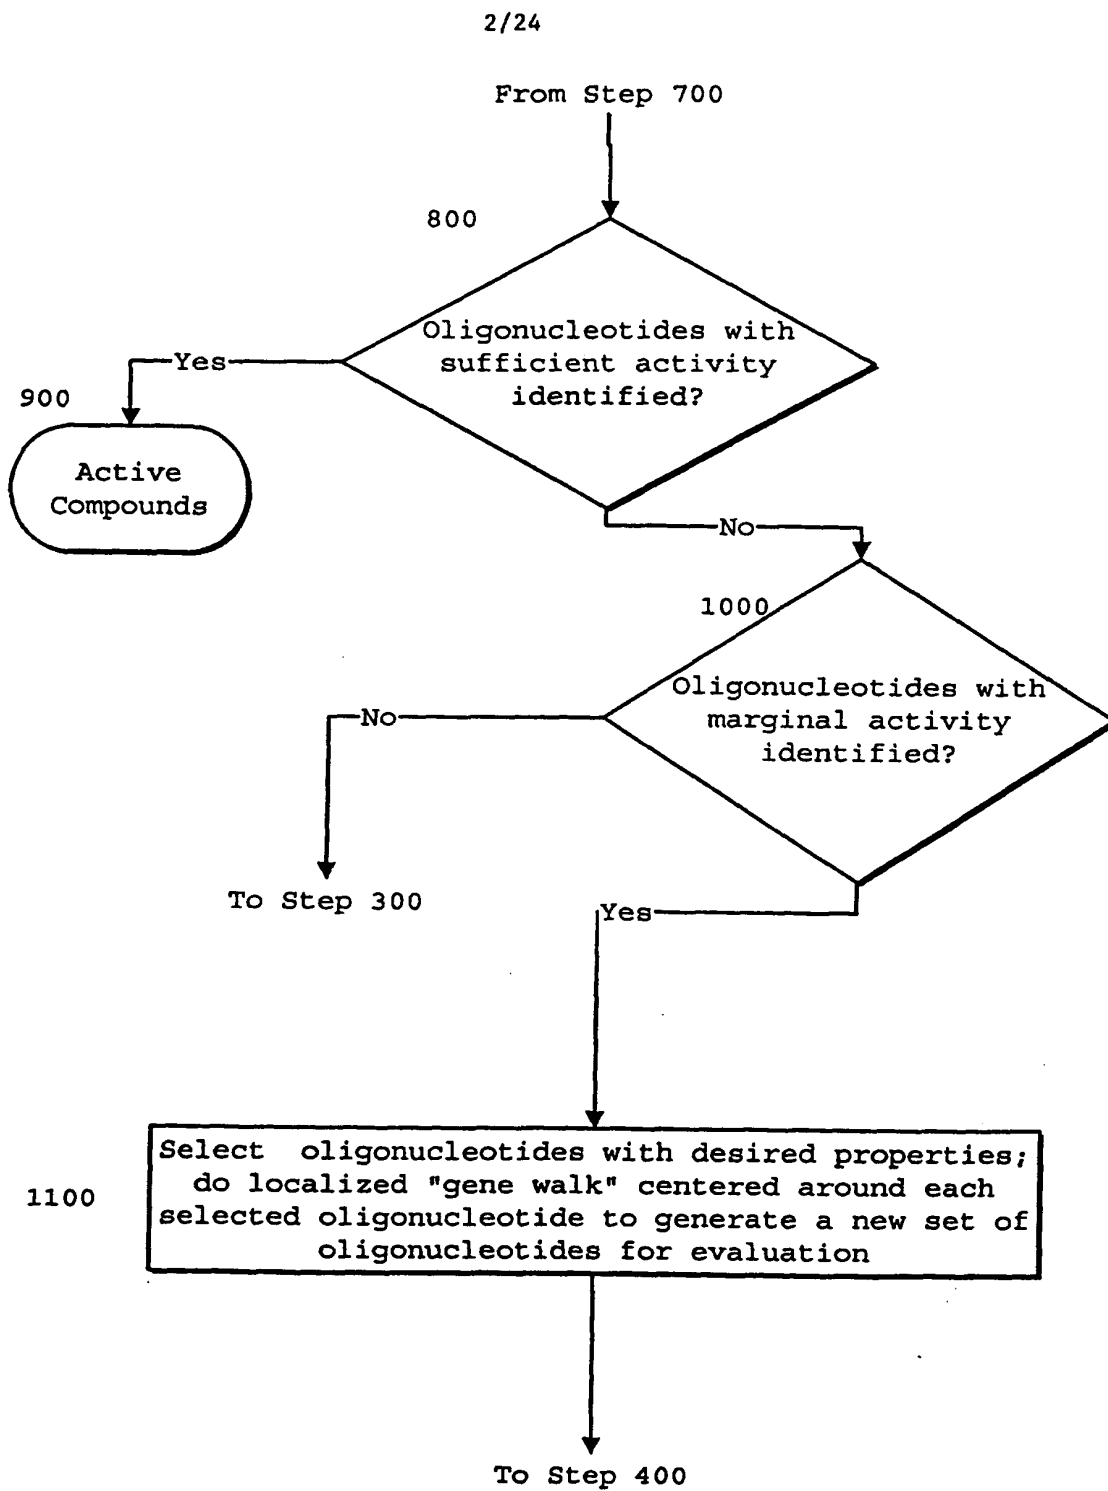 2/24
From Step 700
800
Oligonucleotides with
sufficient activity
identified?
Yes
900
Active
Compounds
No
1000
Oligonucleotides with
marginal activity
identified?
No
To Step 300
Yes
1100
Select oligonucleotides with desired properties;
do localized "gene walk" centered around each
selected oligonucleotide to generate a new set of
oligonucleotides for evaluation
To Step 400